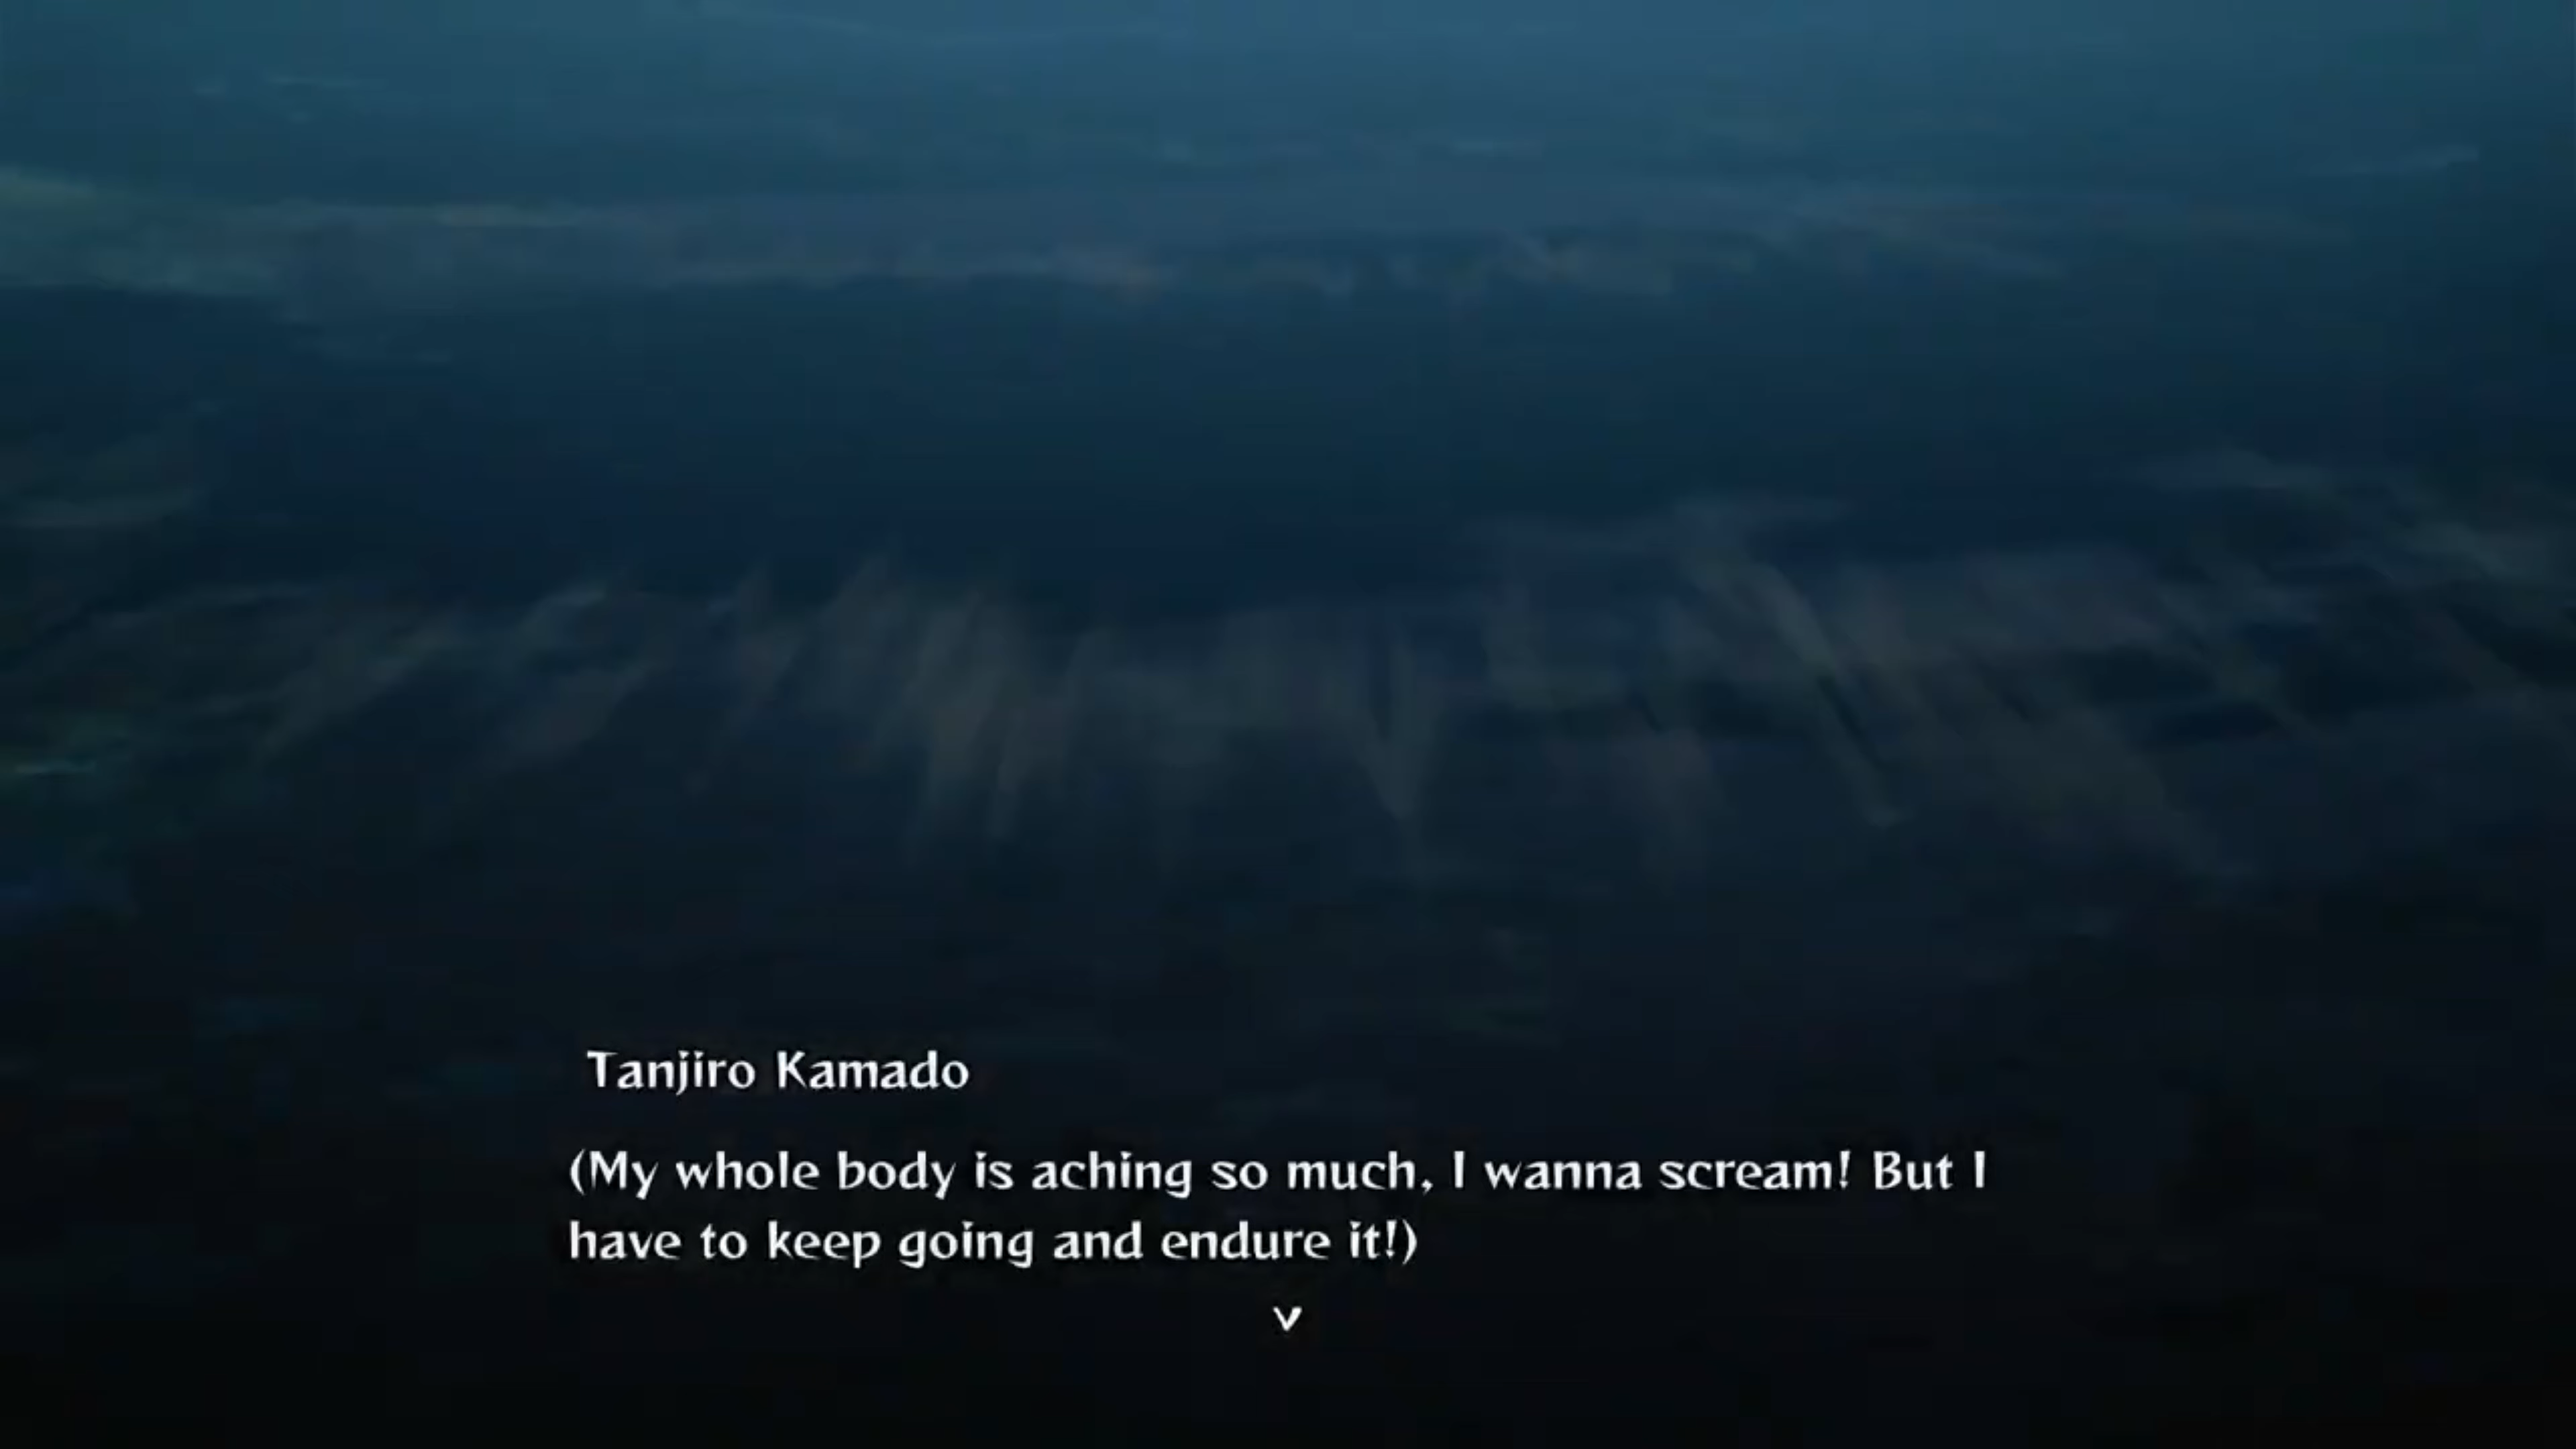 Tanjiro Kamado
(My whole body is aching so much, I wanna scream! But I
have to keep going and endure it!)